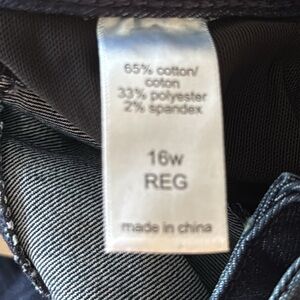 65% cotton/
coton
33% polyester
2% spandex
16w
REG
made in china